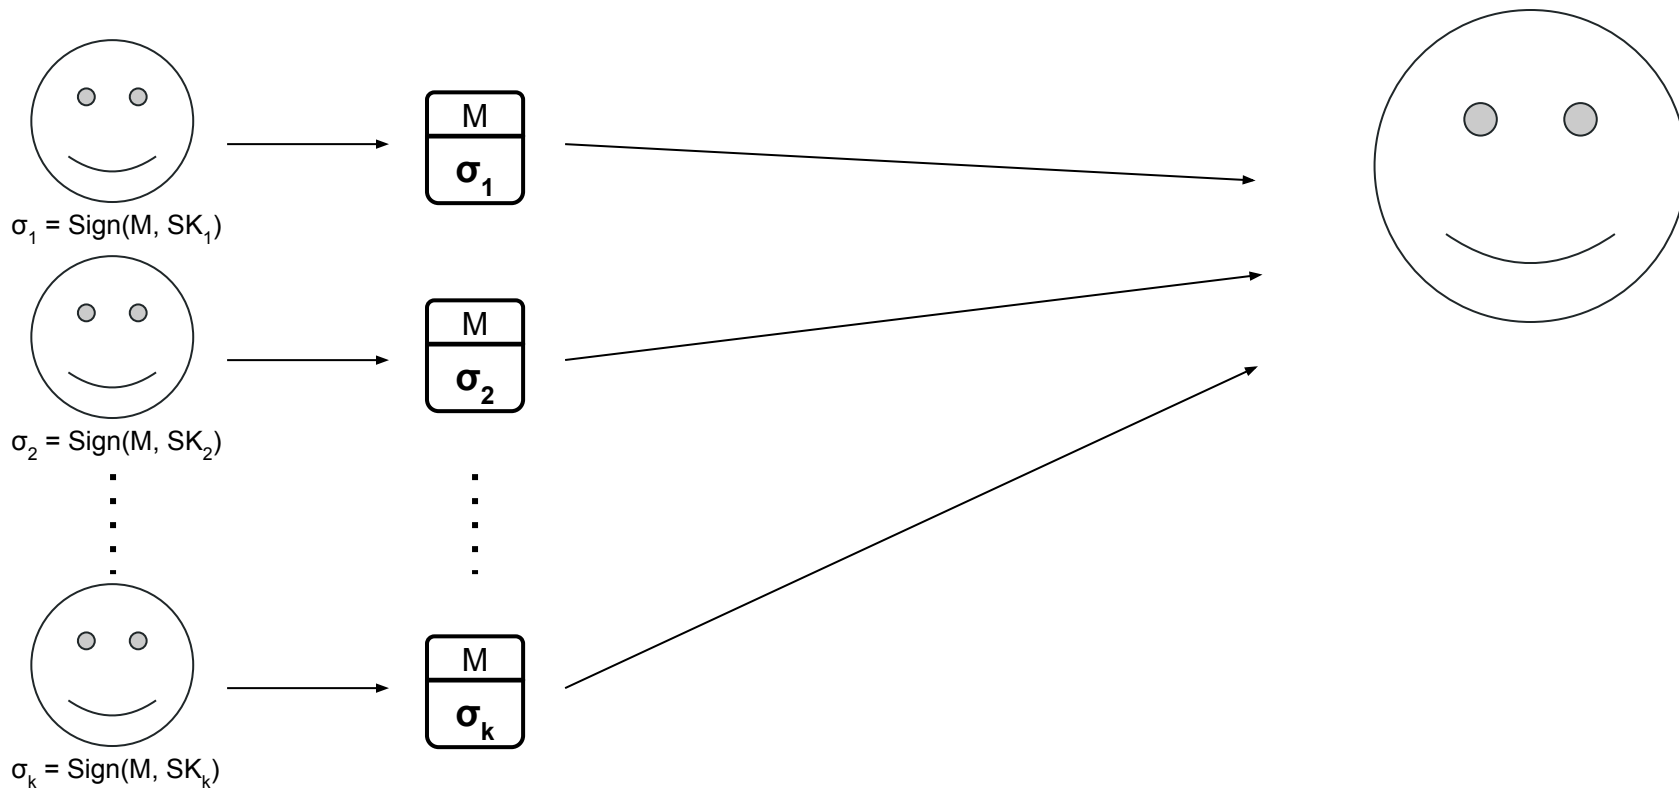 M
σ1
σ1 = Sign(M, SK1)
M
σ2
σ2 = Sign(M, SK2)
M
σk
σk = Sign(M, SKk)